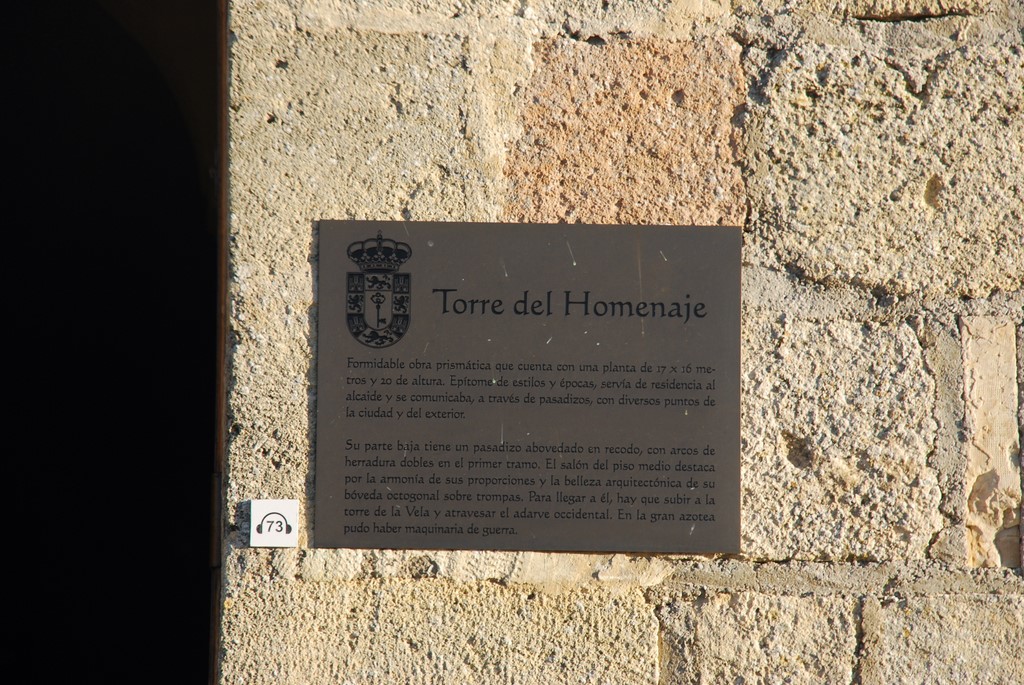 Torre del Homenaje
Formidable obra prismática que cuenta con una planta de 17 x 16 me-
tros y 20 de altura. Epítome de estilos y épocas, servía de residencia al
alcaide y se comunicaba, a través de pasadizos, con diversos puntos de
la ciudad y del exterior.
Su parte baja tiene un pasadizo abovedado en recodo, con arcos de
herradura dobles en el primer tramo. El salón del piso medio destaca
por la armonía de sus proporciones y la belleza arquitectónica de su
bóveda octogonal sobre trompas. Para llegar a él, hay que subir a la
torre de la Vela y atravesar el adarve occidental. En la gran azotea
pudo haber maquinaria de guerra.
73